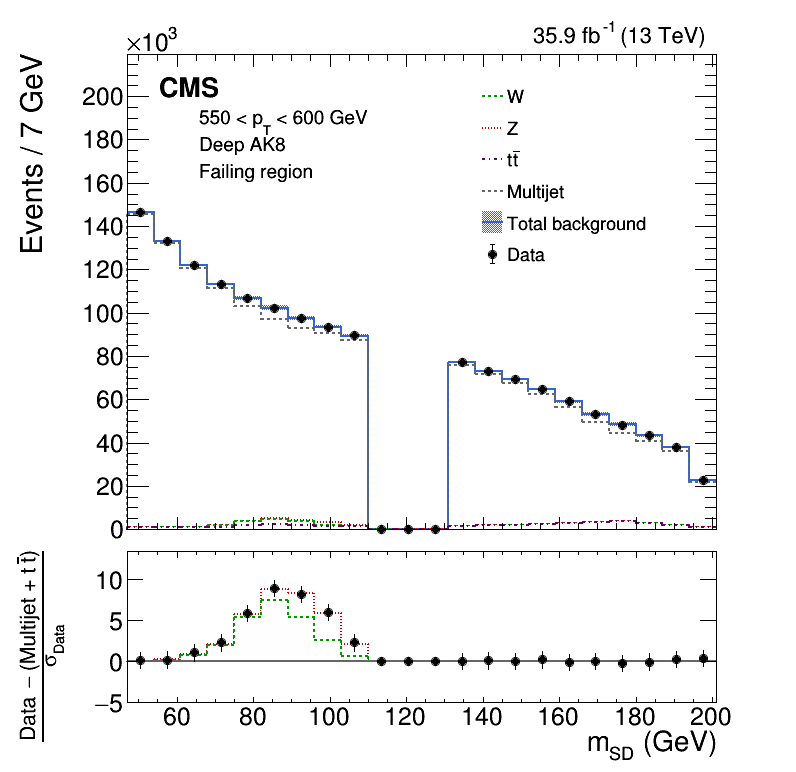 ×10³
35.9 fb⁻¹ (13 TeV)
CMS
550 < p_T < 600 GeV
Deep AK8
Failing region
W
Z
tt̄
Multijet
Total background
Data
Events / 7 GeV
200
180
160
140
120
100
80
60
40
20
0
Data − (Multijet + t t̄)
σ_Data
10
5
0
−5
60 80 100 120 140 160 180 200
m_SD (GeV)